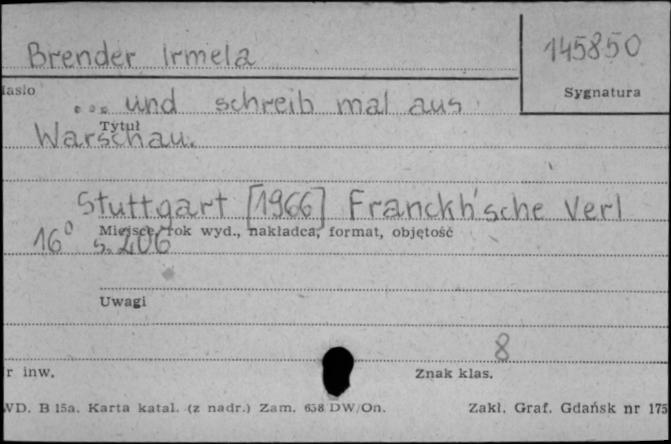 Brender Irmela
145850
Hasło
Sygnatura
... und schreib mal aus
Tytuł
Warschau.
Stuttgart [1966] Franckh'sche Verl
Miejsce, rok wyd., nakładca, format, objętość
16° s. 206
Uwagi
8
r inw.
Znak klas.
WD. B 15a. Karta katal. (z nadr.) Zam. 658 DW/On.
Zakł. Graf. Gdańsk nr 175